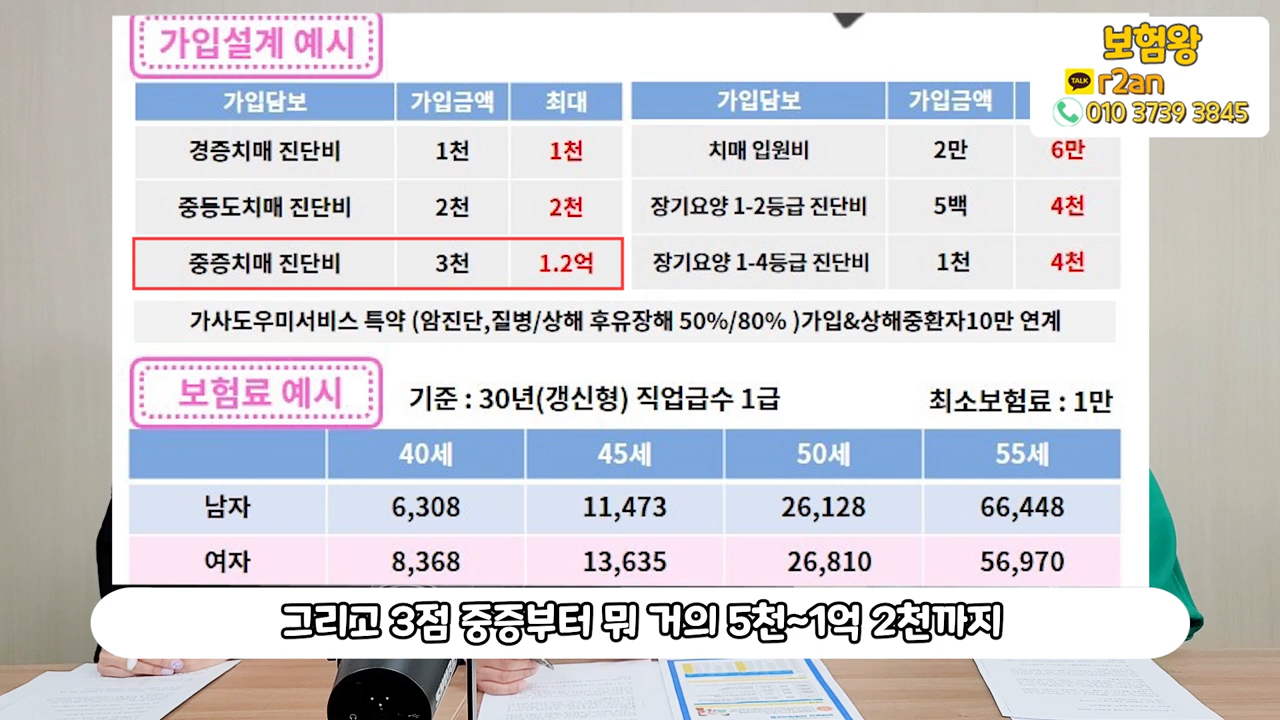 가입설계 예시
보험왕
TALK r2an
010 3739 3845
가입담보 가입금액 최대 가입담보 가입금액
경증치매 진단비 1천 1천 치매 입원비 2만 6만
중등도치매 진단비 2천 2천 장기요양 1-2등급 진단비 5백 4천
중증치매 진단비 3천 1.2억 장기요양 1-4등급 진단비 1천 4천
가사도우미서비스 특약 (암진단,질병/상해 후유장해 50%/80% )가입&상해중환자10만 연계
보험료 예시 기준 : 30년(갱신형) 직업급수 1급 최소보험료 : 1만
40세 45세 50세 55세
남자 6,308 11,473 26,128 66,448
여자 8,368 13,635 26,810 56,970
그리고 3점 중증부터 뭐 거의 5천~1억 2천까지